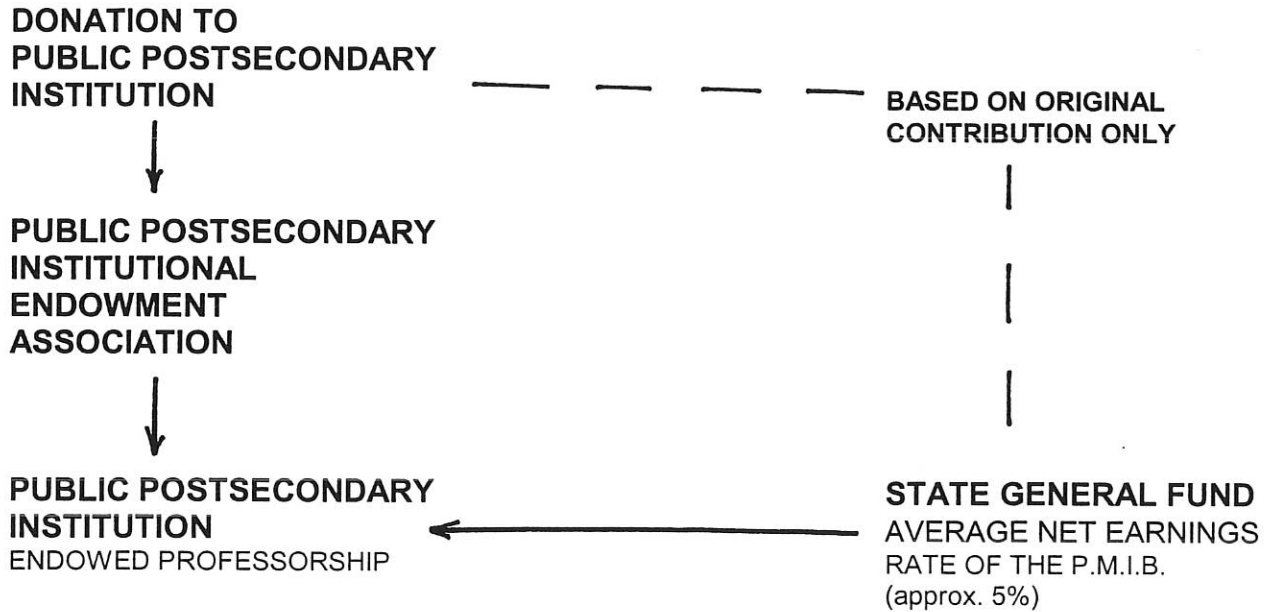 DONATION TO
PUBLIC POSTSECONDARY
INSTITUTION
BASED ON ORIGINAL
CONTRIBUTION ONLY
PUBLIC POSTSECONDARY
INSTITUTIONAL
ENDOWMENT
ASSOCIATION
PUBLIC POSTSECONDARY
INSTITUTION
ENDOWED PROFESSORSHIP
STATE GENERAL FUND
AVERAGE NET EARNINGS
RATE OF THE P.M.I.B.
(approx. 5%)